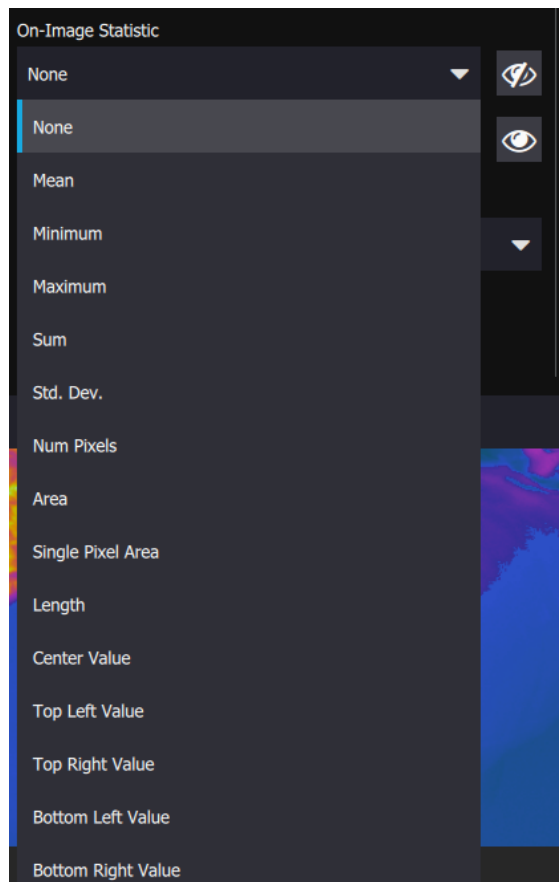 On-Image Statistic
None
None
Mean
Minimum
Maximum
Sum
Std. Dev.
Num Pixels
Area
Single Pixel Area
Length
Center Value
Top Left Value
Top Right Value
Bottom Left Value
Bottom Right Value